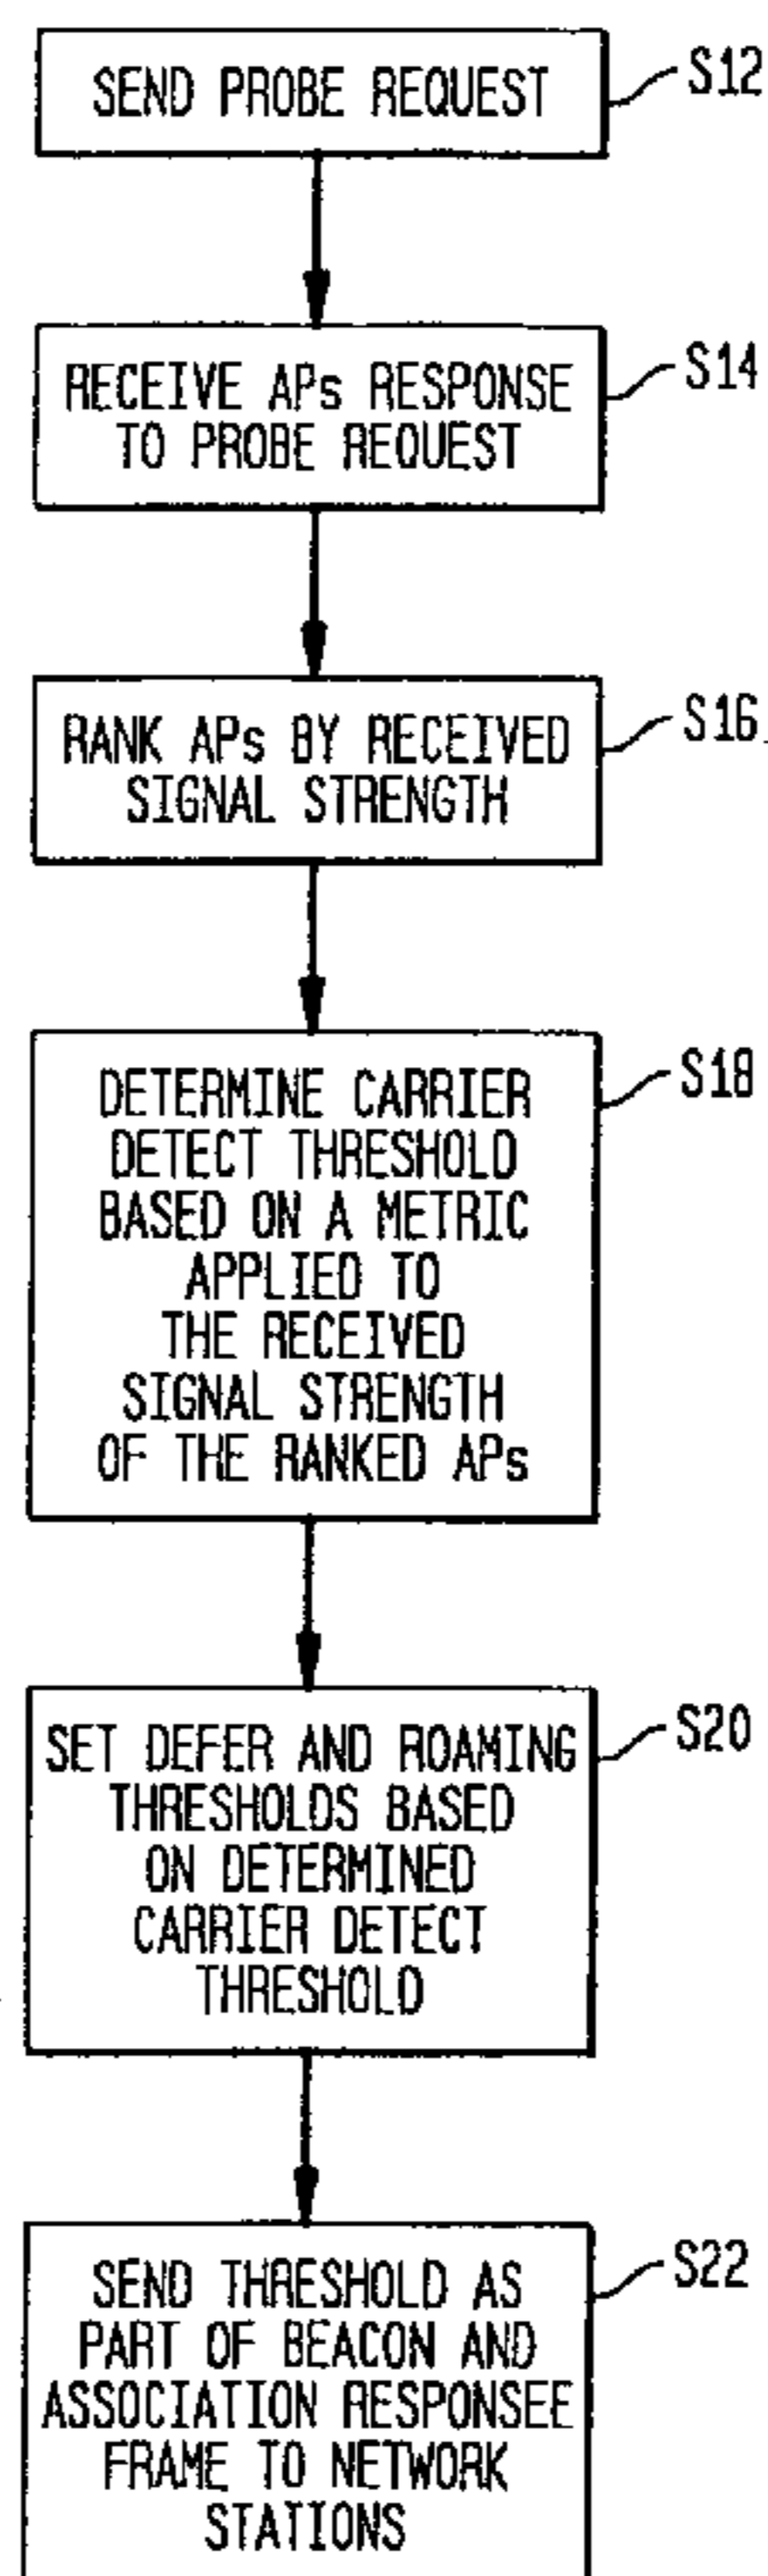 SEND PROBE REQUEST
S12
RECEIVE APs RESPONSE
TO PROBE REQUEST
S14
RANK APs BY RECEIVED
SIGNAL STRENGTH
S16
DETERMINE CARRIER
DETECT THRESHOLD
BASED ON A METRIC
APPLIED TO
THE RECEIVED
SIGNAL STRENGTH
OF THE RANKED APs
S18
SET DEFER AND ROAMING
THRESHOLDS BASED
ON DETERMINED
CARRIER DETECT
THRESHOLD
S20
SEND THRESHOLD AS
PART OF BEACON AND
ASSOCIATION RESPONSEE
FRAME TO NETWORK
STATIONS
S22